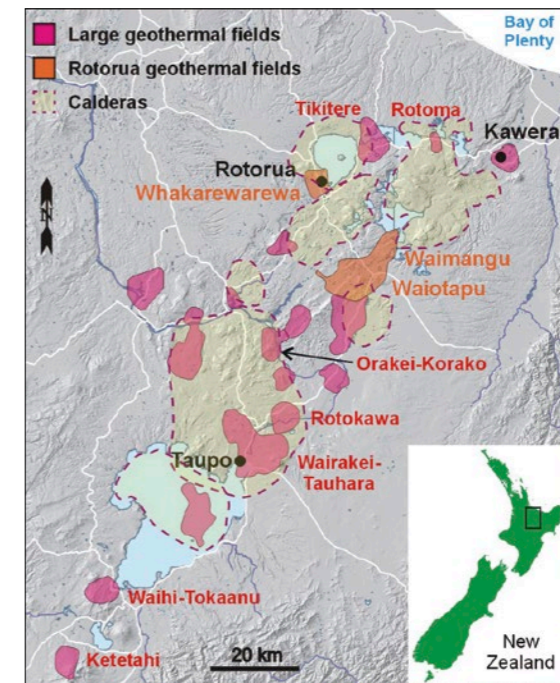 Large geothermal fields
Rotorua geothermal fields
Calderas
Bay of
Plenty
Tikitere
Rotoma
Kawera
Rotorua
Whakarewarewa
N
Waimangu
Waiotapu
Orakei-Korako
Rotokawa
Taupo
Wairakei-
Tauhara
Waihi-Tokaanu
Ketetahi
20 km
New
Zealand